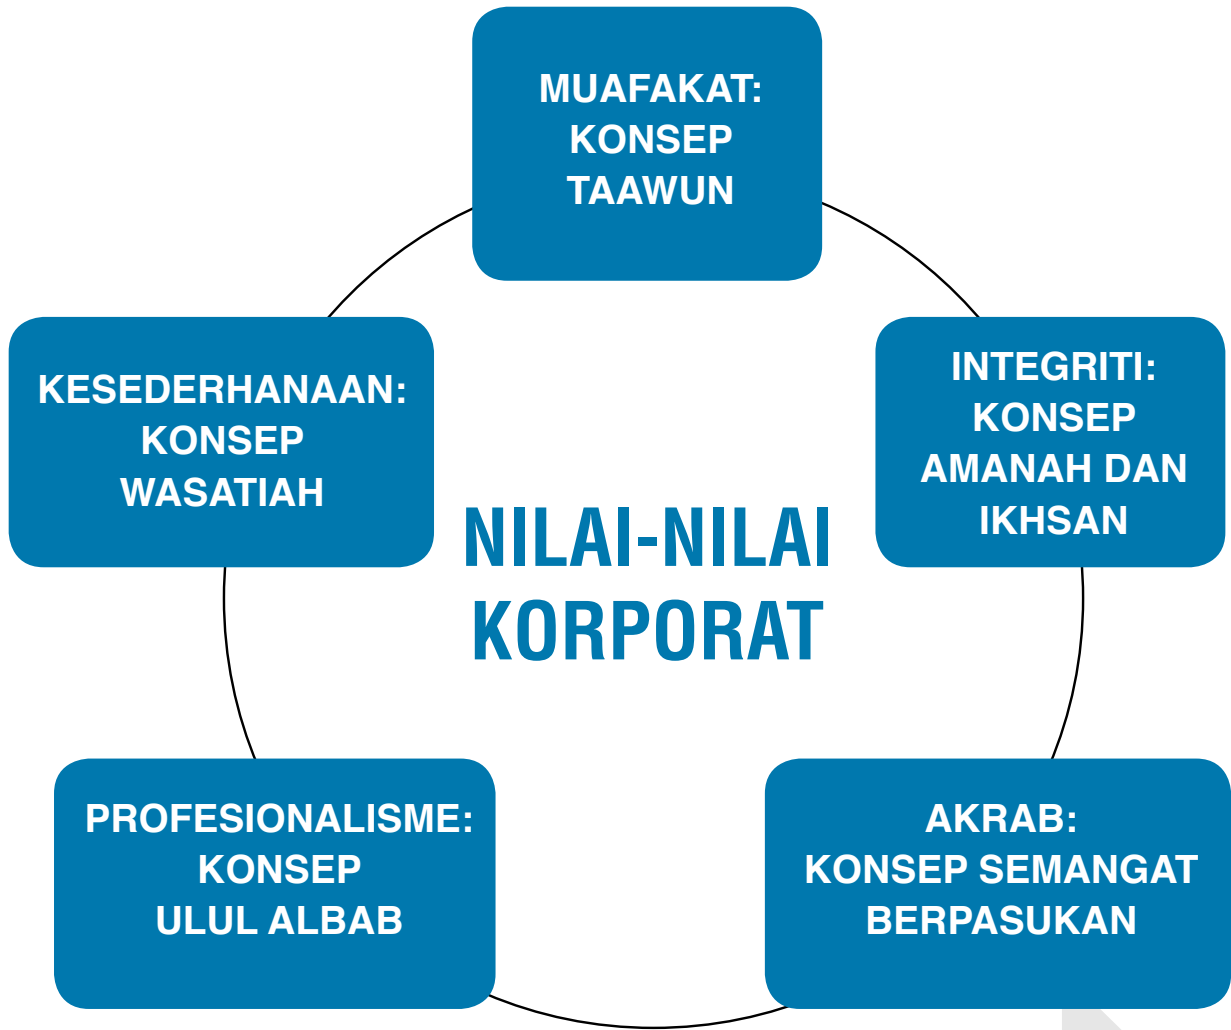 MUAFAKAT:
KONSEP
TAAWUN
INTEGRITI:
KONSEP
AMANAH DAN
IKHSAN
AKRAB:
KONSEP SEMANGAT
BERPASUKAN
PROFESIONALISME:
KONSEP
ULUL ALBAB
KESEDERHANAAN:
KONSEP
WASATIAH
NILAI-NILAI
KORPORAT